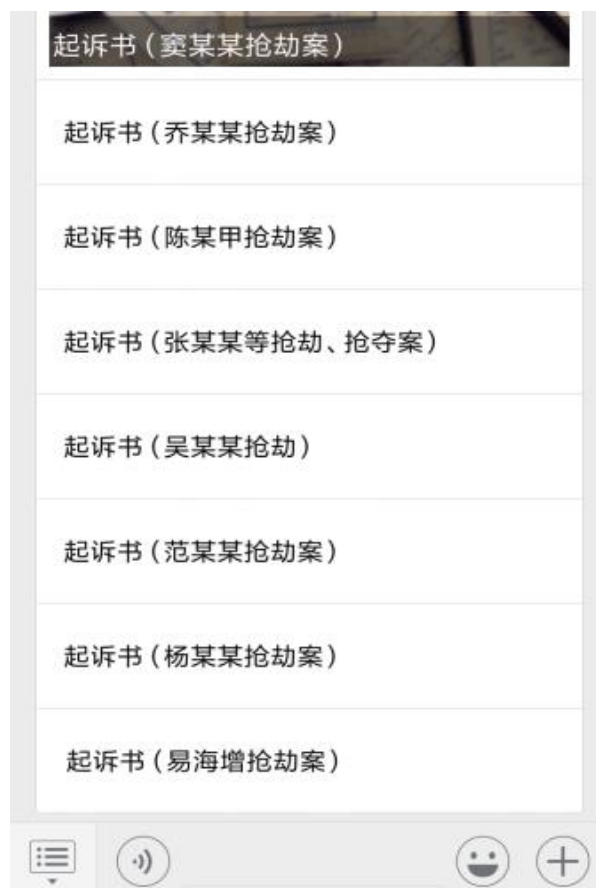 起诉书(窦某某抢劫案)
起诉书(乔某某抢劫案)
起诉书(陈某甲抢劫案)
起诉书(张某某等抢劫、抢夺案)
起诉书(吴某某抢劫)
起诉书(范某某抢劫案)
起诉书(杨某某抢劫案)
起诉书(易海增抢劫案)